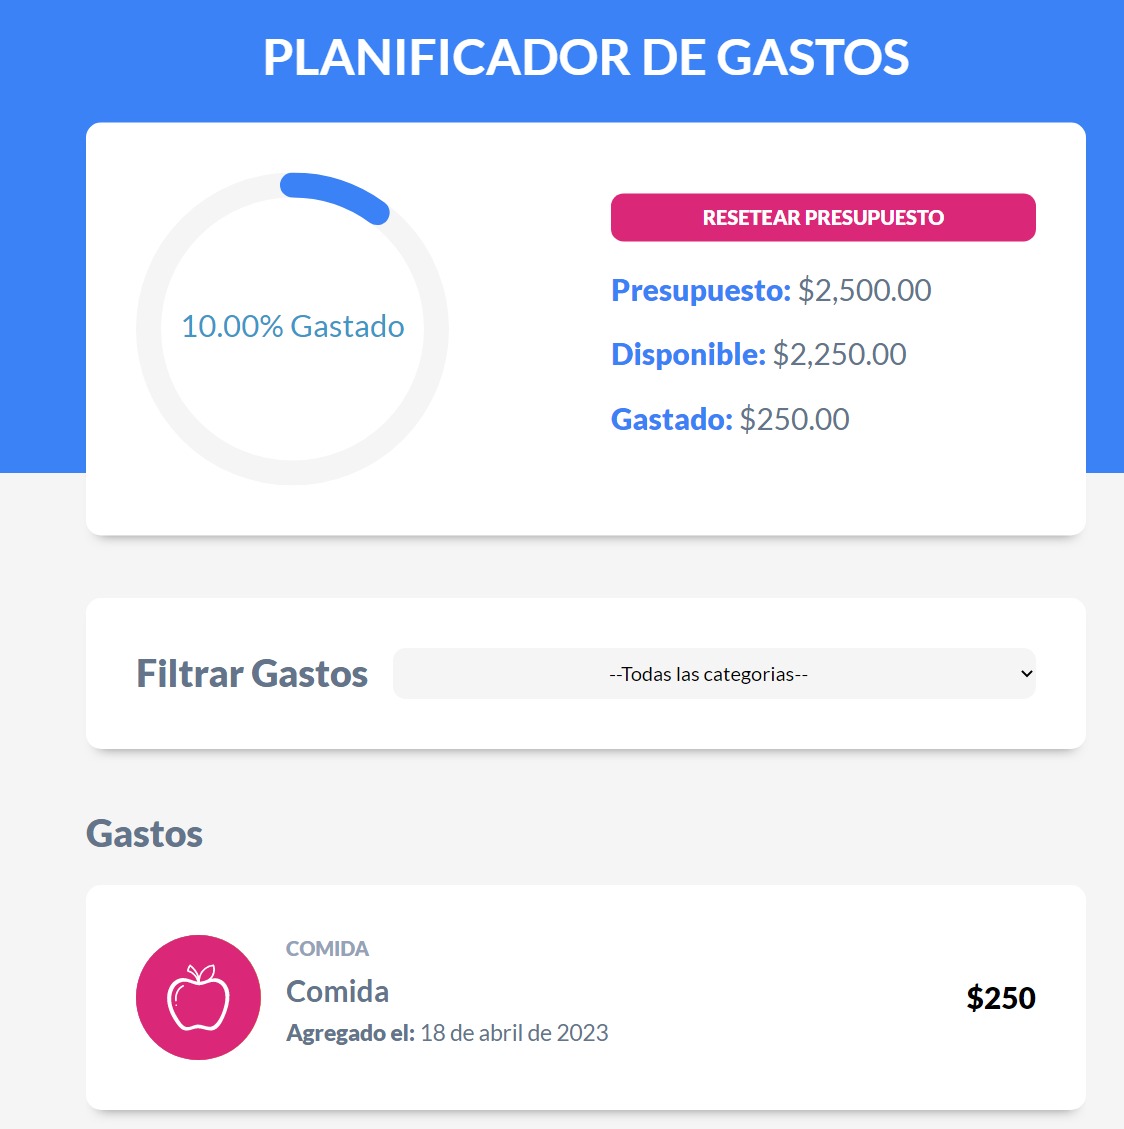 PLANIFICADOR DE GASTOS
10.00% Gastado
RESETEAR PRESUPUESTO
Presupuesto: $2,500.00
Disponible: $2,250.00
Gastado: $250.00
Filtrar Gastos
--Todas las categorias--
Gastos
COMIDA
Comida
Agregado el: 18 de abril de 2023
$250